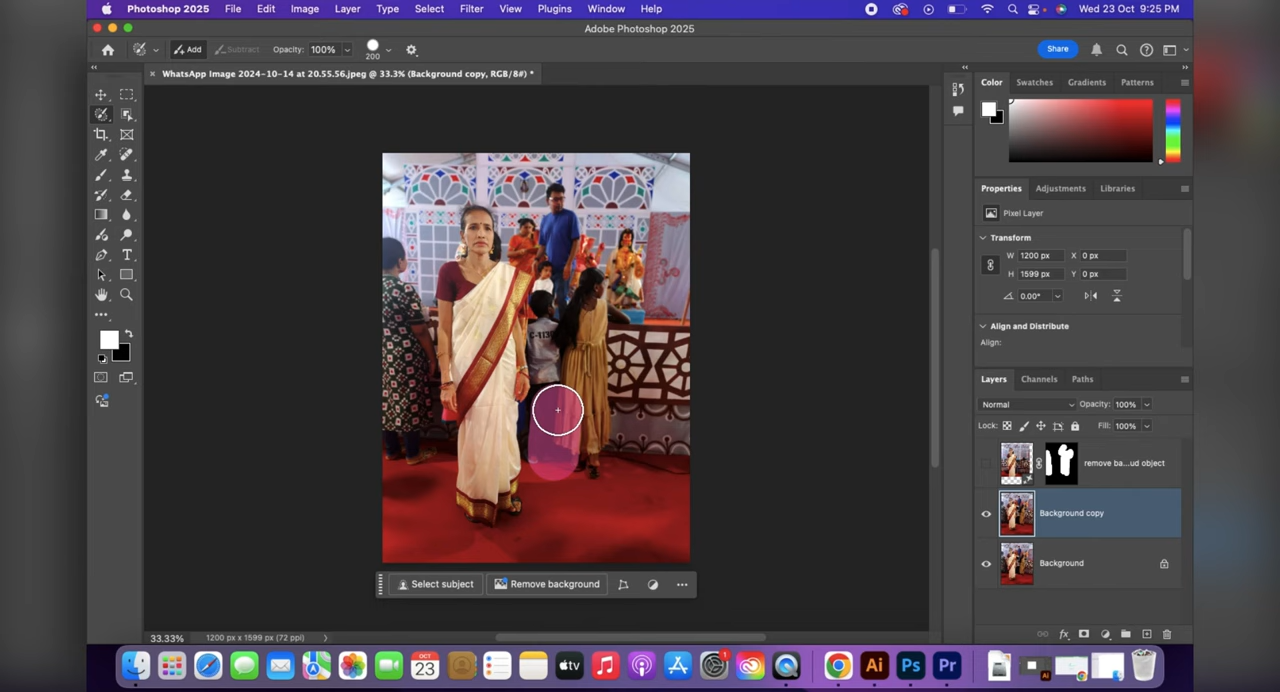 Photoshop 2025 File Edit Image Layer Type Select Filter View Plugins Window Help Wed 23 Oct 9:25 PM
Adobe Photoshop 2025
Add Subtract Opacity: 100% 200 Share
WhatsApp Image 2024-10-14 at 20.55.56.jpeg @ 33.3% (Background copy, RGB/8#) *
Color Swatches Gradients Patterns
Properties Adjustments Libraries
Pixel Layer
Transform
W 1200 px X 0 px
H 1599 px Y 0 px
0.00°
Align and Distribute
Align:
Layers Channels Paths
Normal Opacity: 100%
Lock: Fill: 100%
remove ba...ud object
Background copy
Background
Select subject Remove background
33.33% 1200 px x 1599 px (72 ppi)
OCT
23
tv
1
Ai Ps Pr